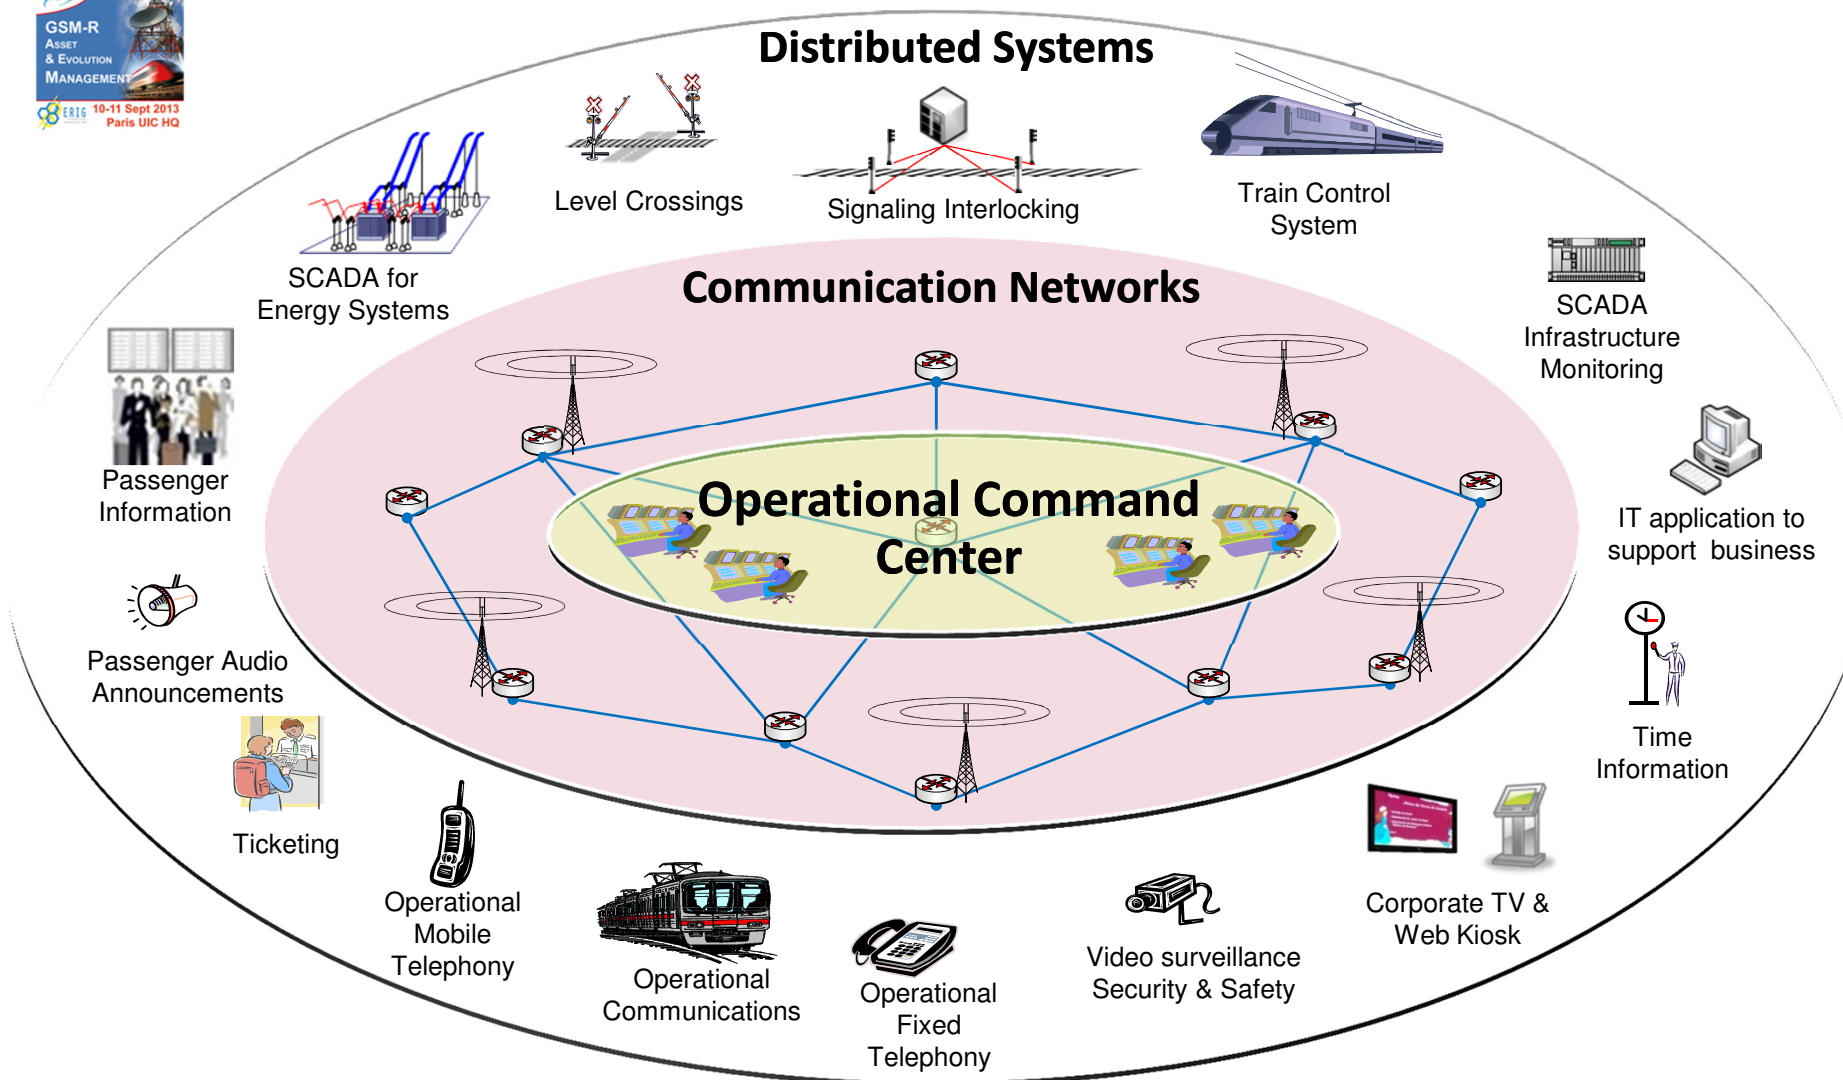 GSM-R
ASSET
& EVOLUTION
MANAGEMENT
ERIG
10-11 Sept 2013
Paris UIC HQ
Distributed Systems
Level Crossings
Signaling Interlocking
Train Control
System
SCADA for
Energy Systems
Communication Networks
SCADA
Infrastructure
Monitoring
Passenger
Information
Operational Command
Center
IT application to
support business
Passenger Audio
Announcements
Time
Information
Ticketing
Operational
Mobile
Telephony
Operational
Communications
Operational
Fixed
Telephony
Video surveillance
Security & Safety
Corporate TV &
Web Kiosk